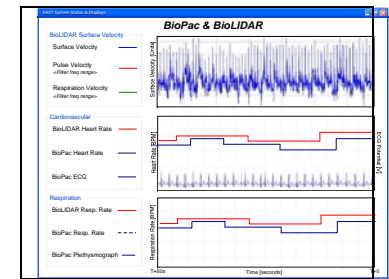 FAST System Status & Displays
BioPac & BioLIDAR
BioLIDAR Surface Velocity
Surface Velocity
Pulse Velocity
<Filter freq range>
Respiration Velocity
<Filter freq range>
Surface Velocity [Units]
Cardiovascular
BioLIDAR Heart Rate
BioPac Heart Rate
BioPac ECG
Heart Rate [BPM]
ECG Potential [V]
Respiration
BioLIDAR Resp. Rate
BioPac Resp. Rate
BioPac Plethysmograph
Respiration Rate [BPM]
T+60s
Time [seconds]